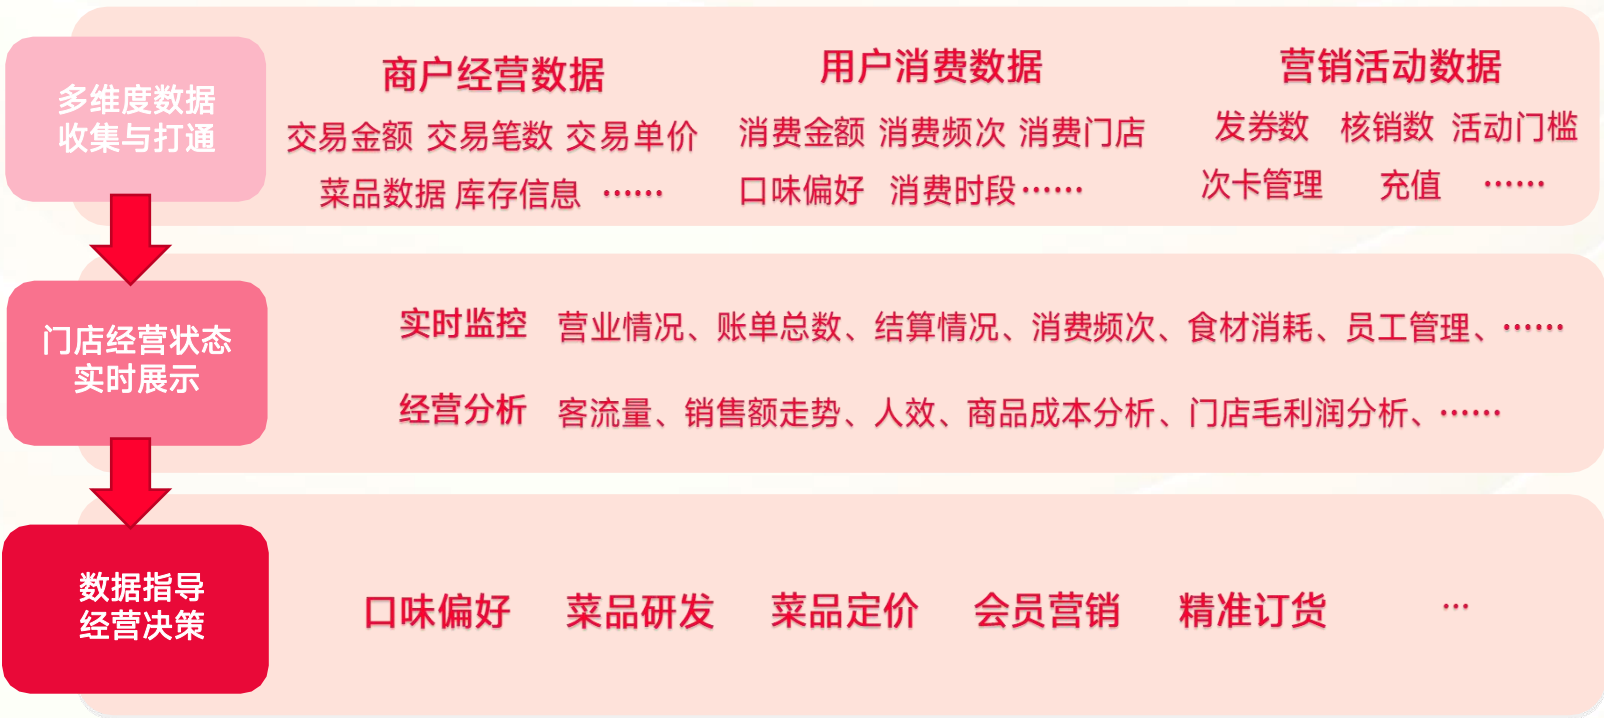 多维度数据
收集与打通
商户经营数据
交易金额 交易笔数 交易单价
菜品数据 库存信息 ……
用户消费数据
消费金额 消费频次 消费门店
口味偏好 消费时段……
营销活动数据
发券数 核销数 活动门槛
次卡管理 充值 ……
门店经营状态
实时展示
实时监控 营业情况、账单总数、结算情况、消费频次、食材消耗、员工管理、……
经营分析 客流量、销售额走势、人效、商品成本分析、门店毛利润分析、……
数据指导
经营决策
口味偏好 菜品研发 菜品定价 会员营销 精准订货 …